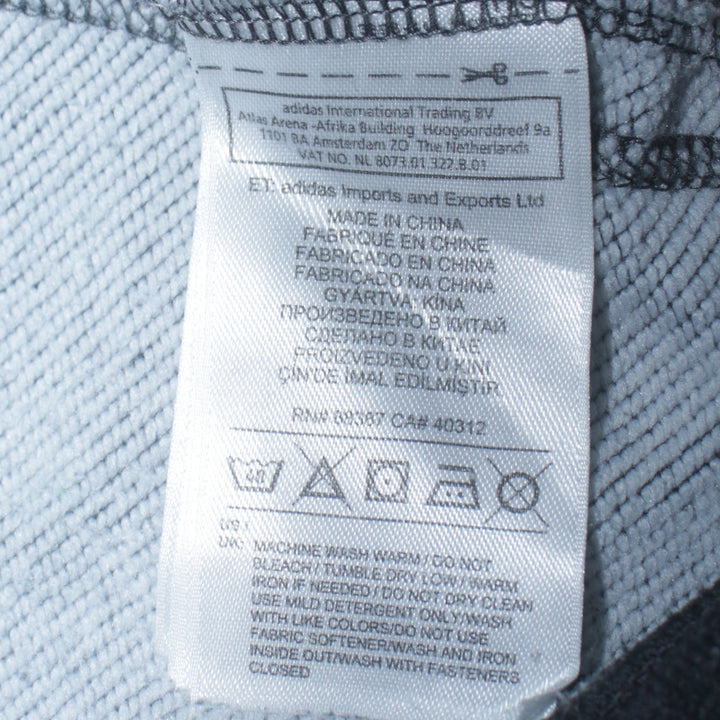 adidas International Trading BV
Atlas Arena -Afrika Building Hoogoorddreef 9a
1101 BA Amsterdam ZO The Netherlands
VAT NO. NL 8073.01.322.B.01
ET: adidas Imports and Exports Ltd
MADE IN CHINA
FABRIQUÉ EN CHINE
FABRICADO EN CHINA
FABRICADO NA CHINA
GYÁRTVA: KÍNA
ПРОИЗВЕДЕНО В КИТАЙ
СДЕЛАНО В КИТАЕ
PROIZVEDENO U KINI
ÇİN'DE İMAL EDİLMİŞTİR
RN# 88387 CA# 40312
40
US /
UK: MACHINE WASH WARM / DO NOT
BLEACH / TUMBLE DRY LOW / WARM
IRON IF NEEDED / DO NOT DRY CLEAN
USE MILD DETERGENT ONLY/WASH
WITH LIKE COLORS/DO NOT USE
FABRIC SOFTENER/WASH AND IRON
INSIDE OUT/WASH WITH FASTENERS
CLOSED